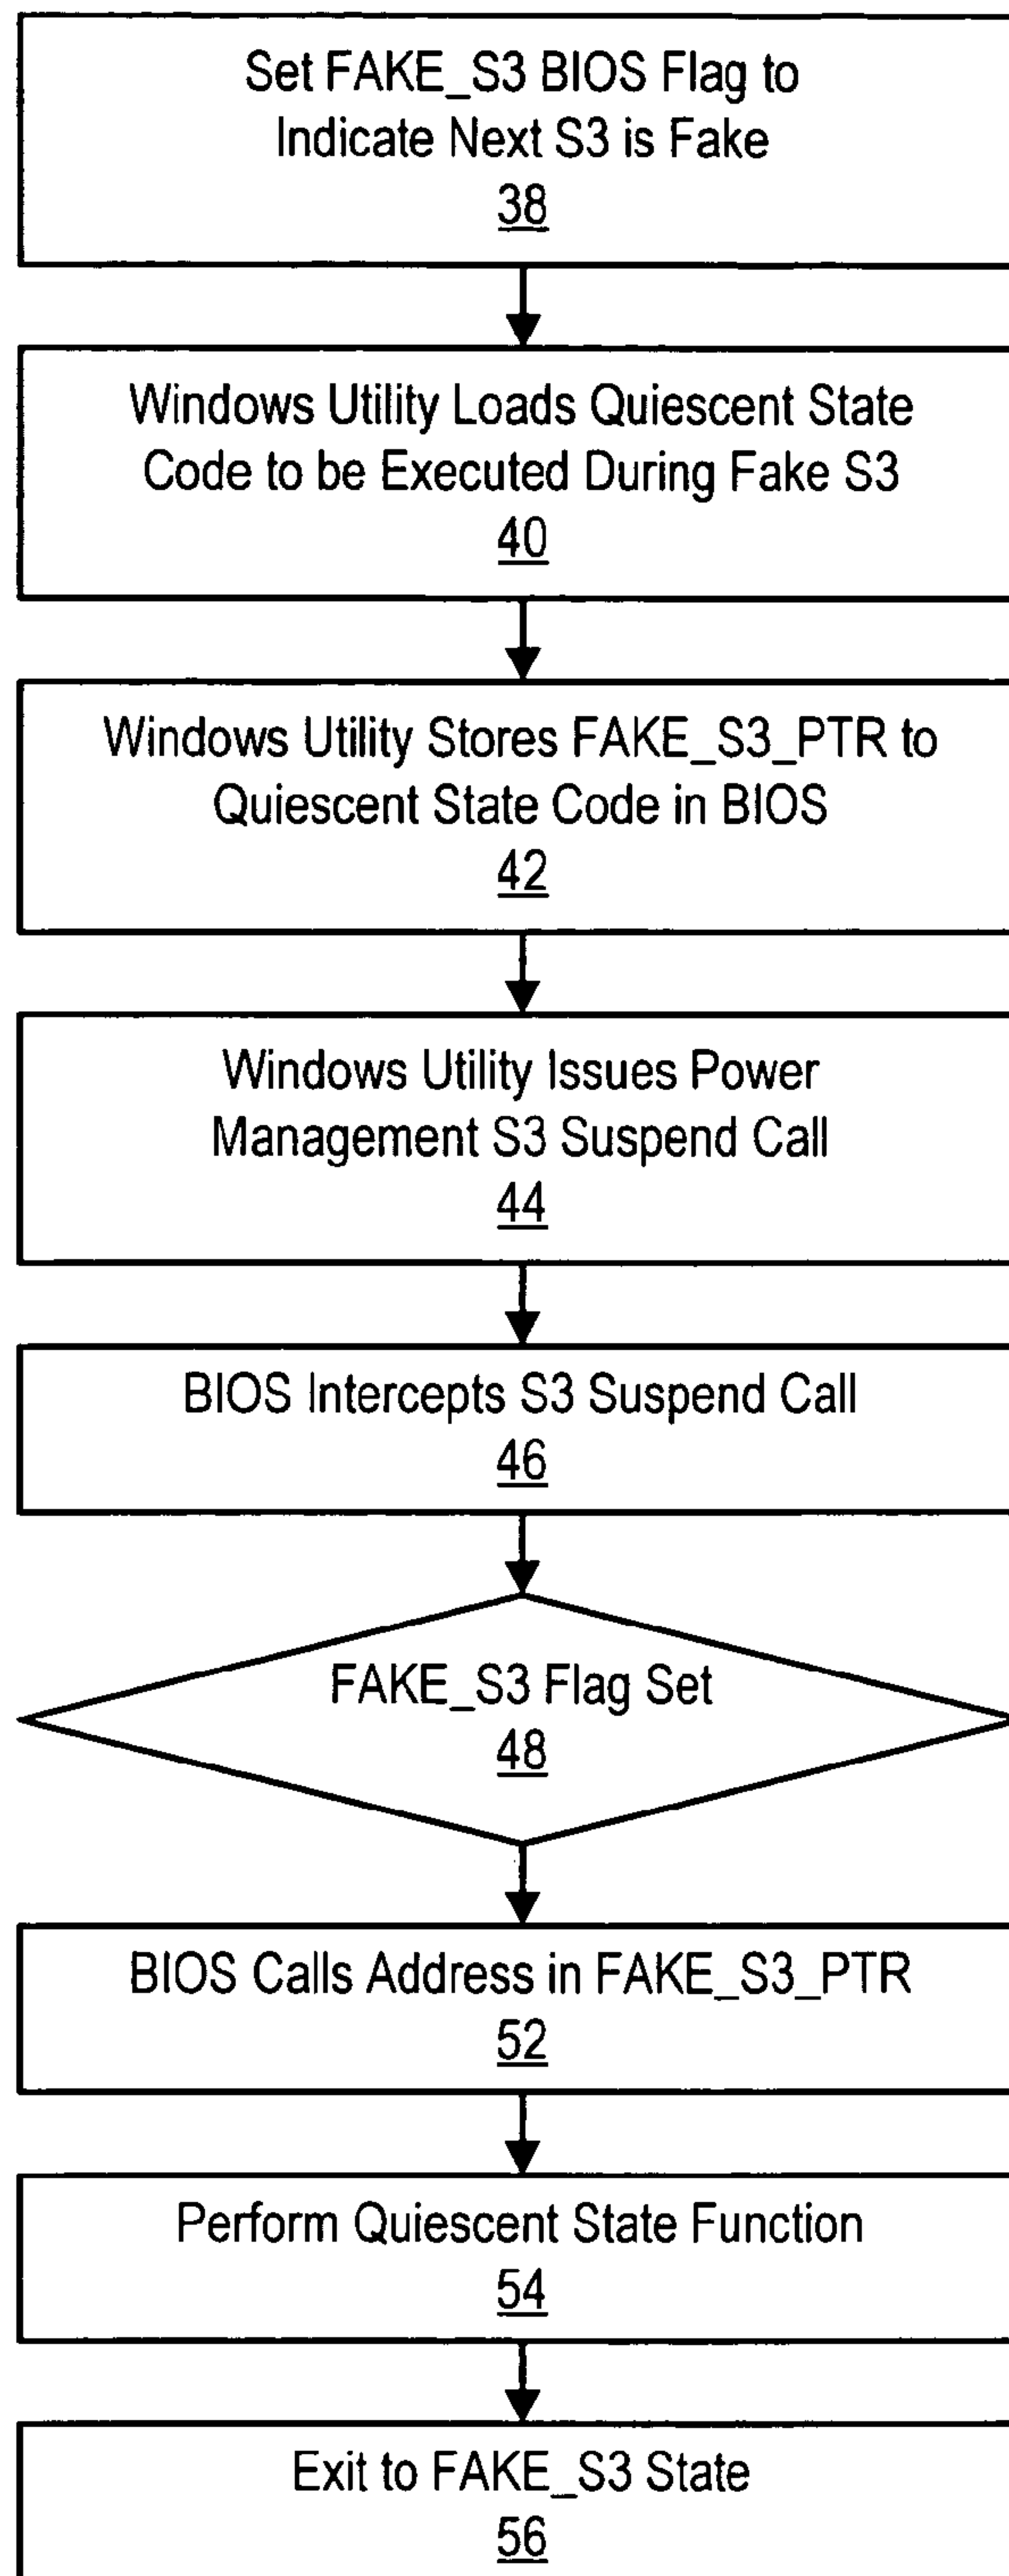 Set FAKE_S3 BIOS Flag to
Indicate Next S3 is Fake
38
Windows Utility Loads Quiescent State
Code to be Executed During Fake S3
40
Windows Utility Stores FAKE_S3_PTR to
Quiescent State Code in BIOS
42
Windows Utility Issues Power
Management S3 Suspend Call
44
BIOS Intercepts S3 Suspend Call
46
FAKE_S3 Flag Set
48
BIOS Calls Address in FAKE_S3_PTR
52
Perform Quiescent State Function
54
Exit to FAKE_S3 State
56